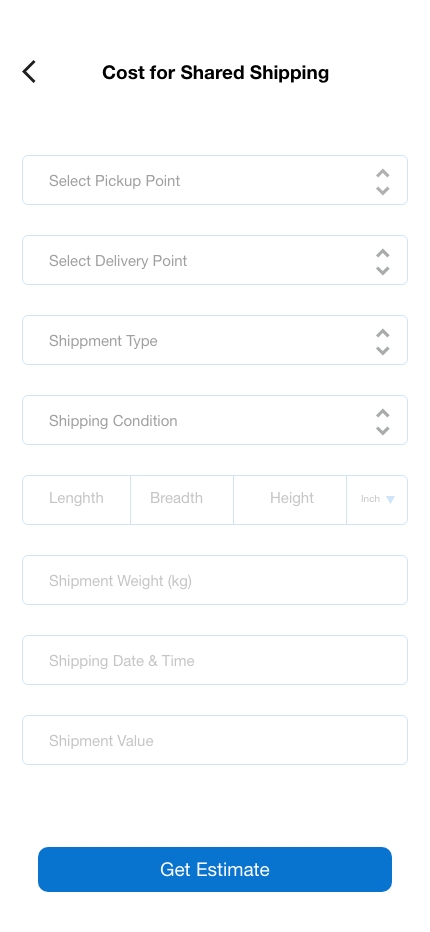 Cost for Shared Shipping
Select Pickup Point
Select Delivery Point
Shippment Type
Shipping Condition
Lenghth Breadth Height Inch
Shipment Weight (kg)
Shipping Date & Time
Shipment Value
Get Estimate